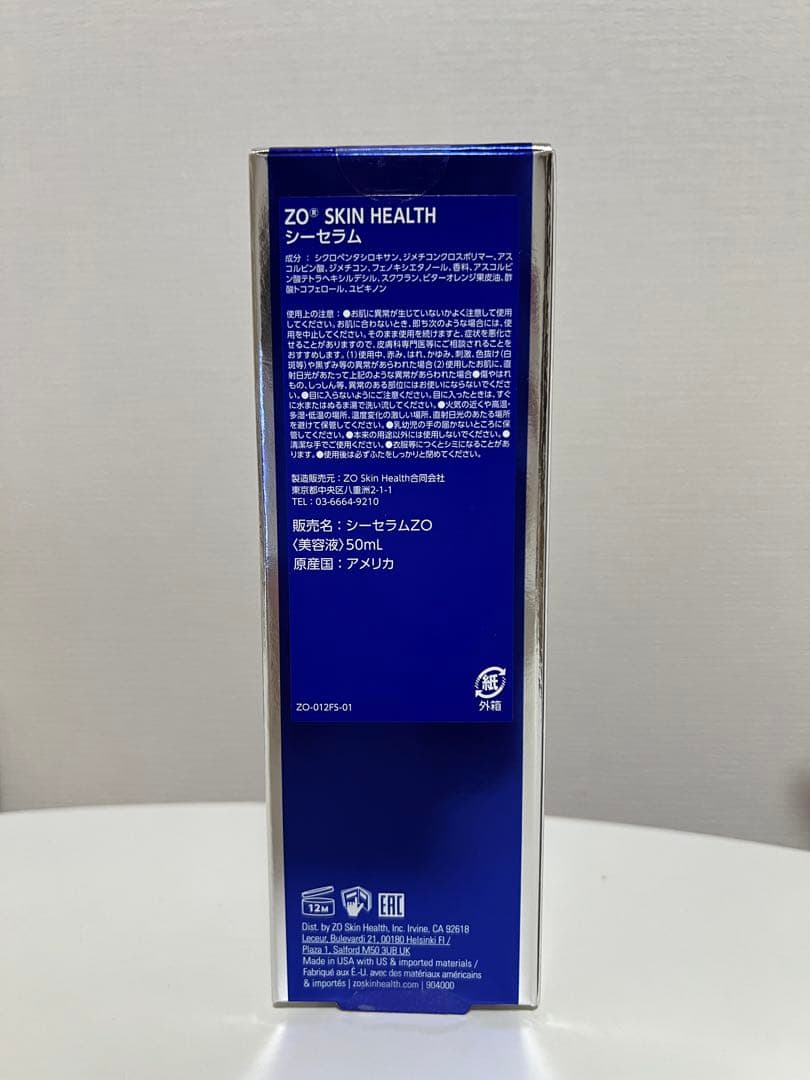 ZO® SKIN HEALTH
シーセラム
成分 : シクロペンタシロキサン、ジメチコンクロスポリマー、アス
コルビン酸、ジメチコン、フェノキシエタノール、香料、アスコルビン
酸テトラヘキシルデシル、スクワラン、ビターオレンジ果皮油、酢
酸トコフェロール、ユビキノン
使用上の注意：●お肌に異常が生じていないかよく注意して使用
してください。お肌に合わないとき、即ち次のような場合には、使
用を中止してください。そのまま使用を続けますと、症状を悪化さ
せることがありますので、皮膚科専門医等にご相談されることを
おすすめします。(1)使用中、赤み、はれ、かゆみ、刺激、色抜け(白
斑等)や黒ずみ等の異常があらわれた場合(2)使用したお肌に、直
射日光があたって上記のような異常があらわれた場合●傷やはれ
もの、しっしん等、異常のある部位にはお使いにならないでくださ
い。●目に入らないようにご注意ください。目に入ったときは、すぐ
に水またはぬるま湯で洗い流してください。●火気の近くや高温・
多湿・低温の場所、温度変化の激しい場所、直射日光のあたる場所
を避けて保管してください。●乳幼児の手の届かないところに保
管してください。●本来の用途以外には使用しないでください。●
清潔な手でご使用ください。●衣服等につくとシミになることがあ
ります。●使用後は必ずふたをしっかりと閉めてください。
製造販売元：ZO Skin Health合同会社
東京都中央区八重洲2-1-1
TEL：03-6664-9210
販売名：シーセラムZO
〈美容液〉50mL
原産国：アメリカ
紙
ZO-012FS-01 外箱
12M EAC
Dist. by ZO Skin Health, Inc. Irvine, CA 92618
Leceur, Bulevardi 21, 00180 Helsinki FI /
Plaza 1, Salford M50 3UB UK
Made in USA with US & imported materials /
Fabriqué aux É.-U. avec des matériaux américains
& importés | zoskinhealth.com | 904000